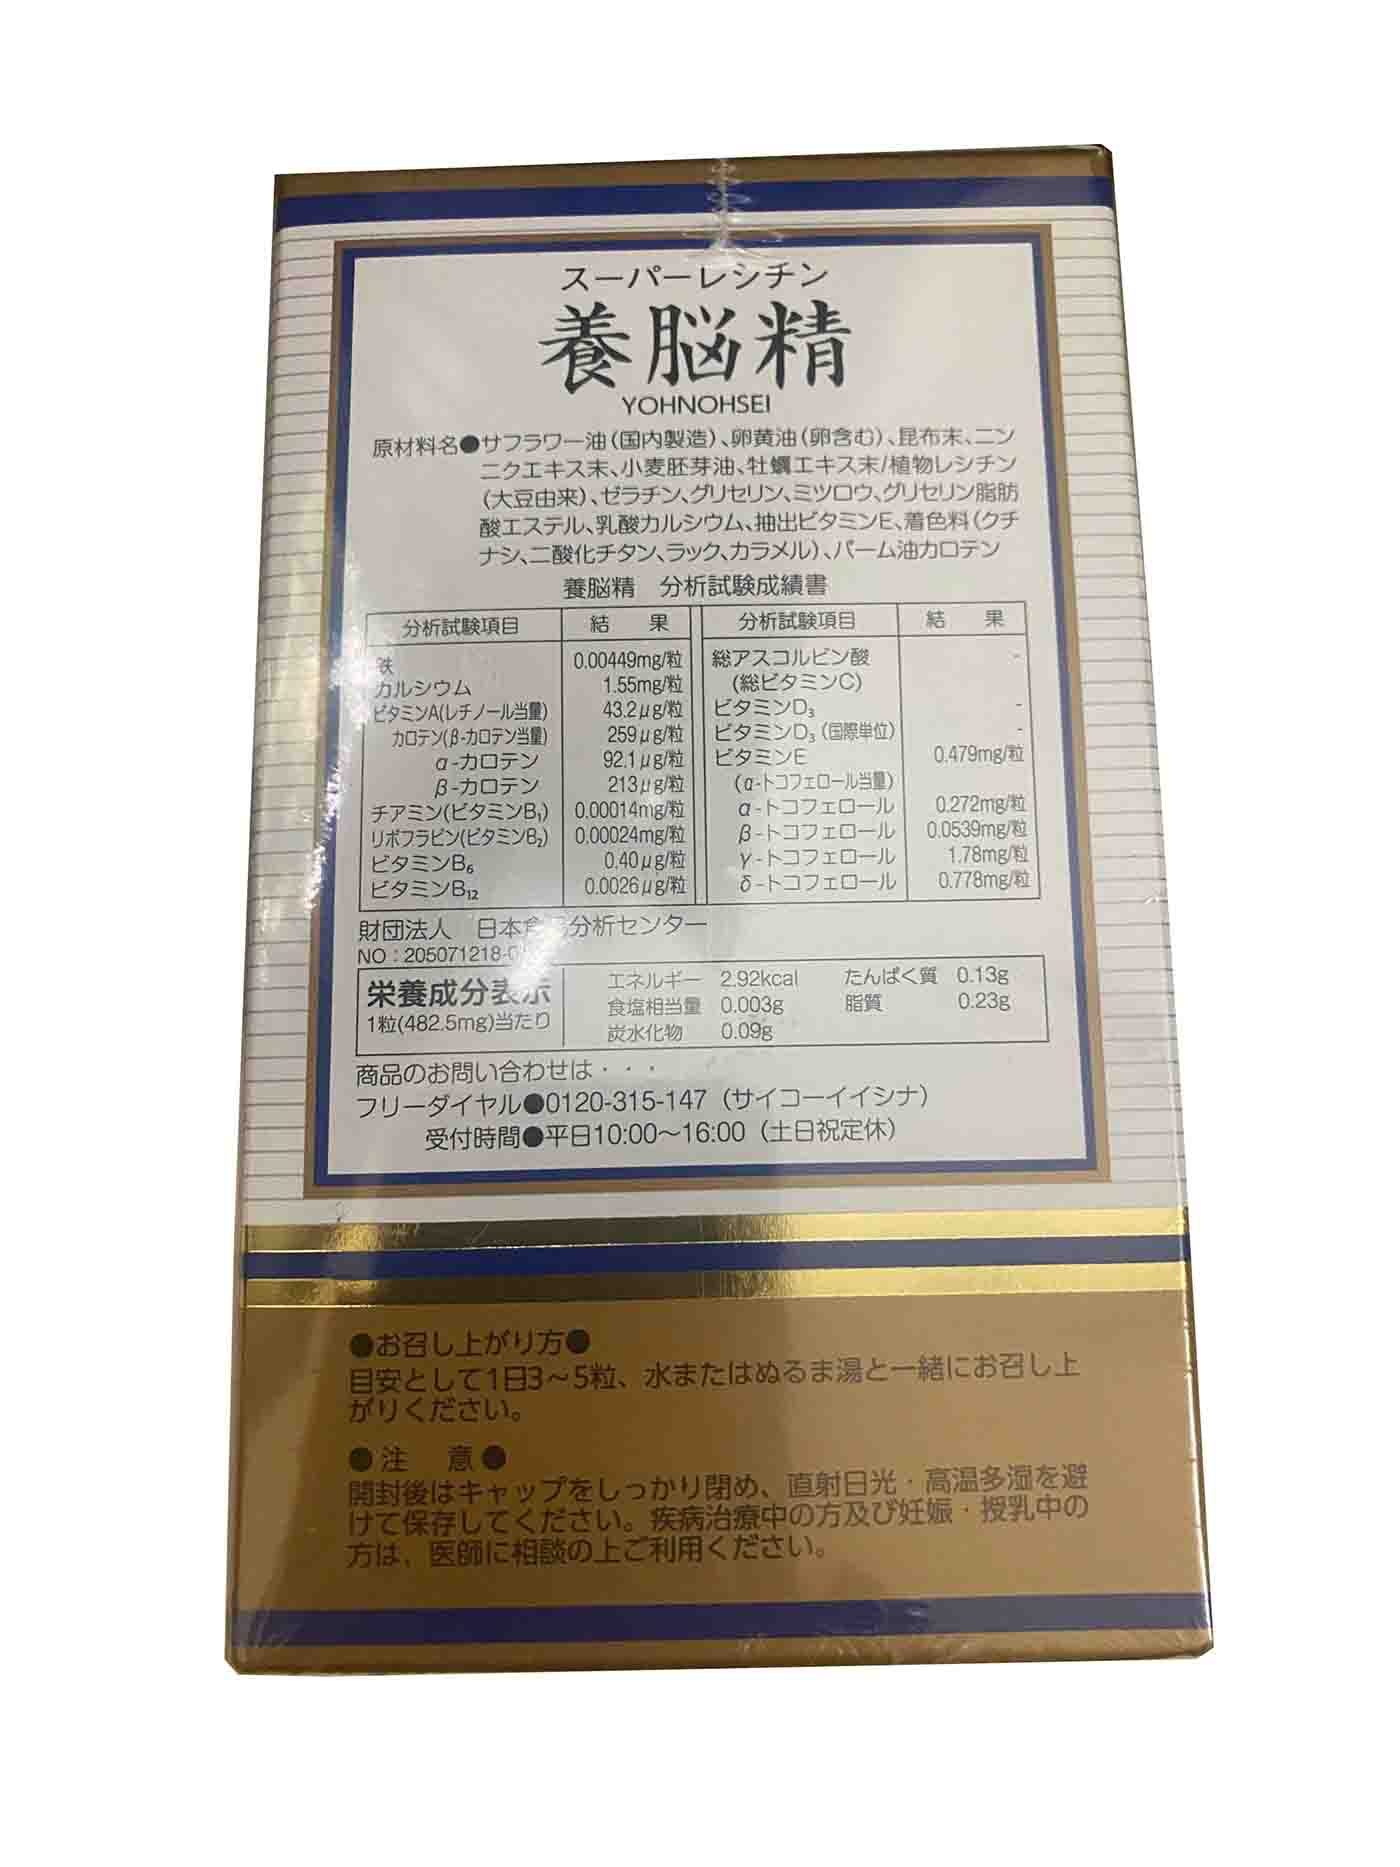 スーパーレシチン
養脳精
YOHNOHSEI
原材料名●サフラワー油(国内製造)、卵黄油(卵含む)、昆布末、ニン
ニクエキス末、小麦胚芽油、牡蠣エキス末/植物レシチン
(大豆由来)、ゼラチン、グリセリン、ミツロウ、グリセリン脂肪
酸エステル、乳酸カルシウム、抽出ビタミンE、着色料(クチ
ナシ、二酸化チタン、ラック、カラメル)、パーム油カロテン
養脳精 分析試験成績書
分析試験項目 結 果 分析試験項目 結 果
鉄 0.00449mg/粒 総アスコルビン酸 -
カルシウム 1.55mg/粒 (総ビタミンC)
ビタミンA(レチノール当量) 43.2μg/粒 ビタミンD₃ -
カロテン(β-カロテン当量) 259μg/粒 ビタミンD₃(国際単位) -
α-カロテン 92.1μg/粒 ビタミンE 0.479mg/粒
β-カロテン 213μg/粒 (α-トコフェロール当量)
チアミン(ビタミンB₁) 0.00014mg/粒 α-トコフェロール 0.272mg/粒
リボフラビン(ビタミンB₂) 0.00024mg/粒 β-トコフェロール 0.0539mg/粒
ビタミンB₆ 0.40μg/粒 γ-トコフェロール 1.78mg/粒
ビタミンB₁₂ 0.0026μg/粒 δ-トコフェロール 0.778mg/粒
財団法人 日本食品分析センター
NO:205071218-
栄養成分表示 エネルギー 2.92kcal たんぱく質 0.13g
1粒(482.5mg)当たり 食塩相当量 0.003g 脂質 0.23g
炭水化物 0.09g
商品のお問い合わせは・・・
フリーダイヤル●0120-315-147(サイコーイイシナ)
受付時間●平日10:00〜16:00(土日祝定休)
●お召し上がり方●
目安として1日3〜5粒、水またはぬるま湯と一緒にお召し上
がりください。
●注 意●
開封後はキャップをしっかり閉め、直射日光・高温多湿を避
けて保存してください。疾病治療中の方及び妊娠・授乳中の
方は、医師に相談の上ご利用ください。